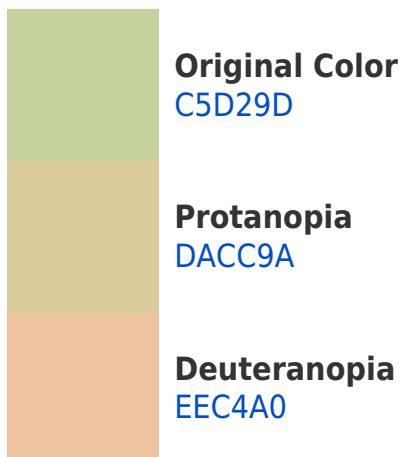 Original Color
C5D29D
Protanopia
DACC9A
Deuteranopia
EEC4A0